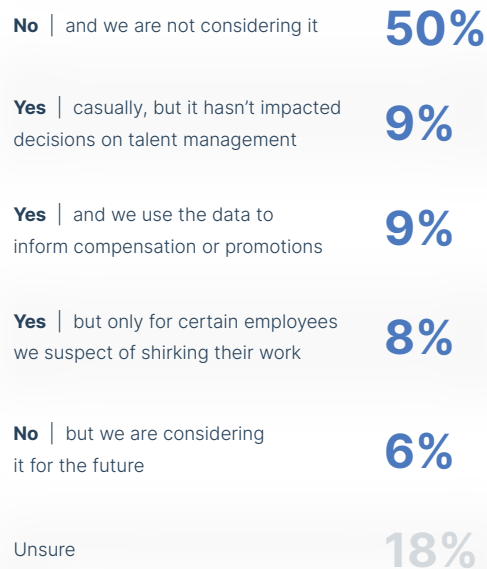 No | and we are not considering it 50%
Yes | casually, but it hasn’t impacted
decisions on talent management 9%
Yes | and we use the data to
inform compensation or promotions 9%
Yes | but only for certain employees
we suspect of shirking their work 8%
No | but we are considering
it for the future 6%
Unsure 18%